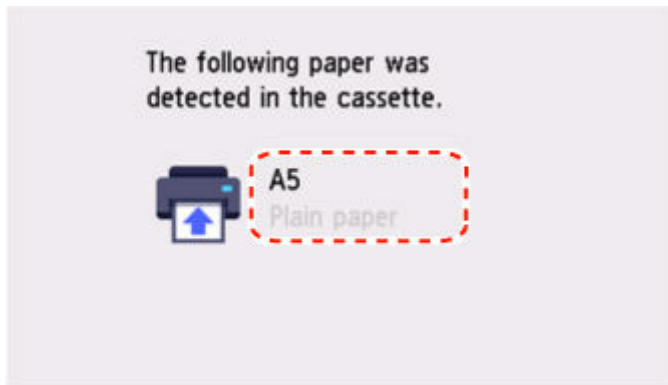 The following paper was
detected in the cassette.
A5
Plain paper